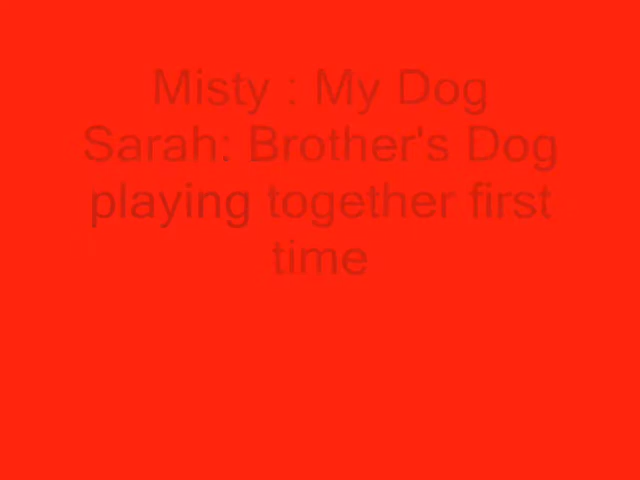 Misty : My Dog
Sarah: Brother's Dog
playing together first
time